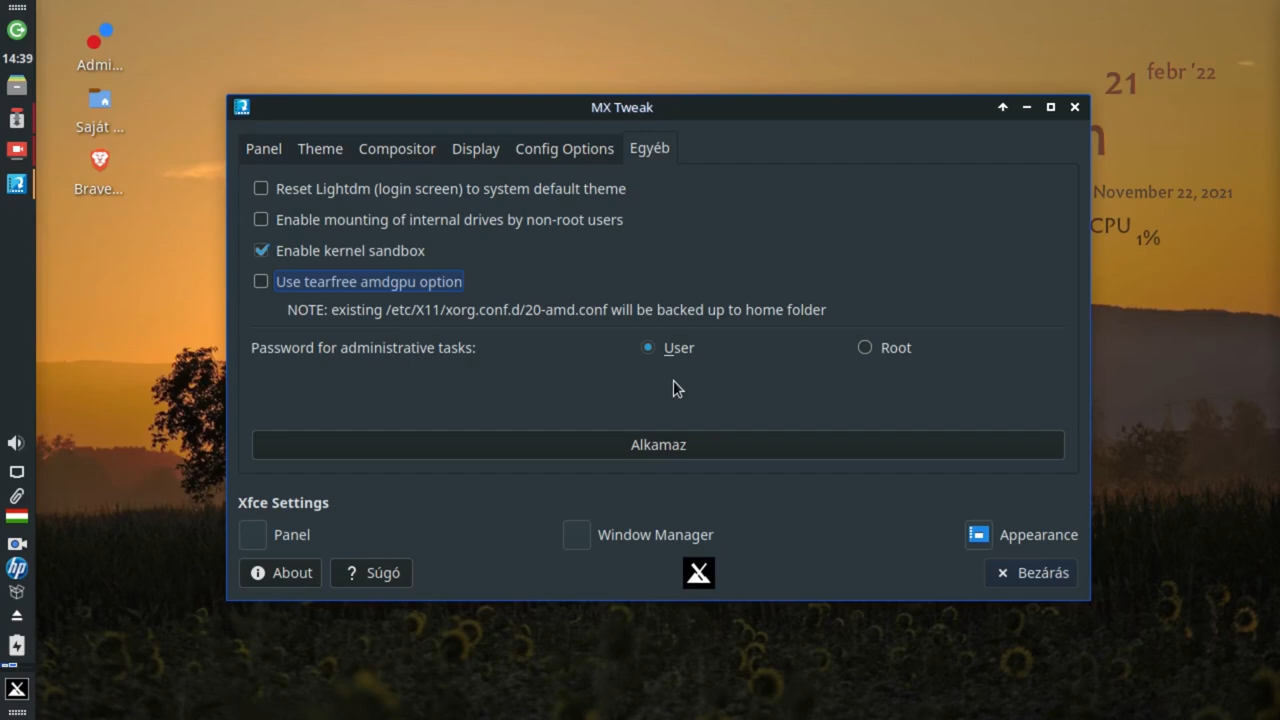 14:39
Admi...
Saját ...
Brave...
21 febr '22
November 22, 2021
CPU 1%
MX Tweak
Panel Theme Compositor Display Config Options Egyéb
Reset Lightdm (login screen) to system default theme
Enable mounting of internal drives by non-root users
Enable kernel sandbox
Use tearfree amdgpu option
NOTE: existing /etc/X11/xorg.conf.d/20-amd.conf will be backed up to home folder
Password for administrative tasks: User Root
Alkamaz
Xfce Settings
Panel Window Manager Appearance
About ? Súgó Bezárás
hp